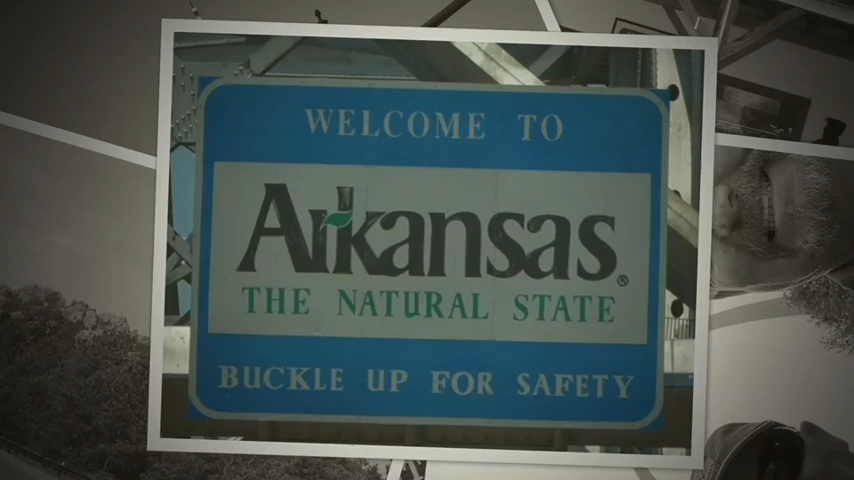 WELCOME TO
Arkansas®
THE NATURAL STATE
BUCKLE UP FOR SAFETY